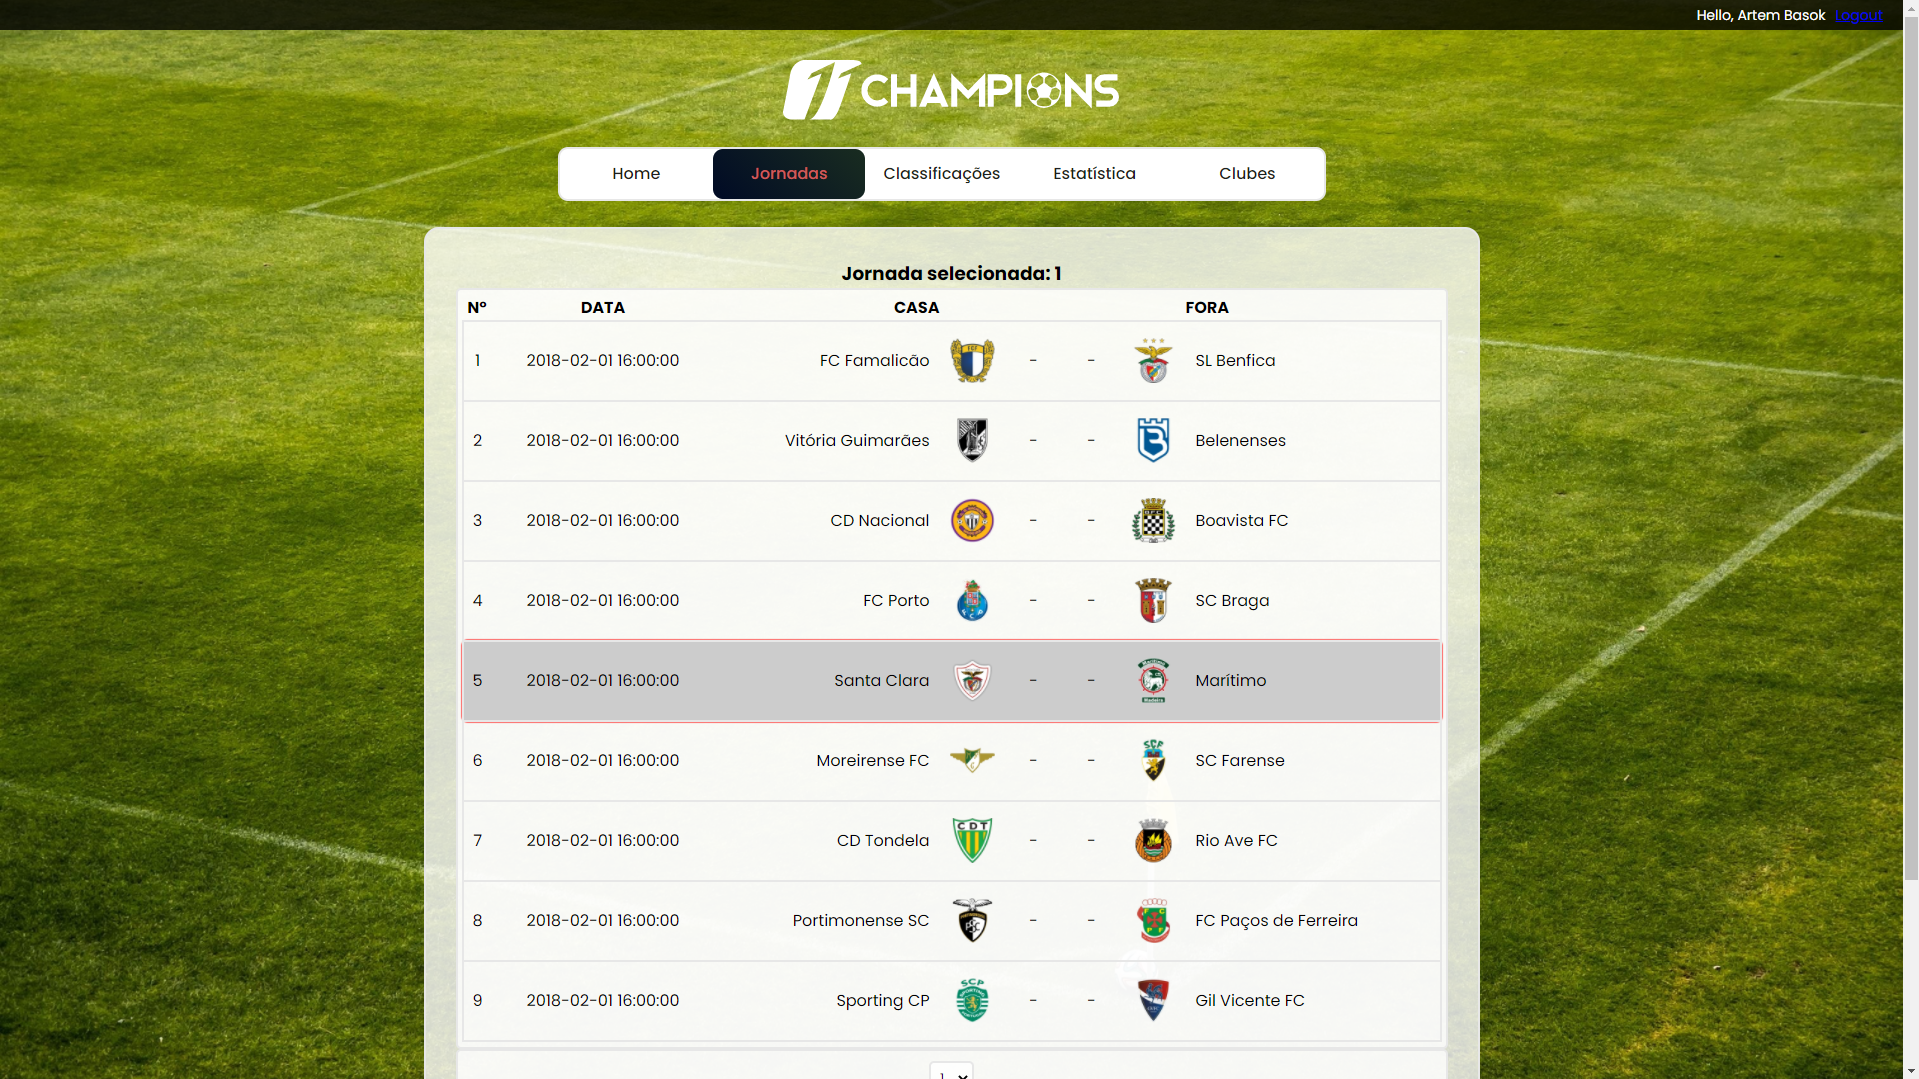 Hello, Artem Basok Logout
11 CHAMPIONS
Home Jornadas Classificações Estatística Clubes
Jornada selecionada: 1
Nº DATA CASA FORA
1 2018-02-01 16:00:00 FC Famalicão - - SL Benfica
2 2018-02-01 16:00:00 Vitória Guimarães - - Belenenses
3 2018-02-01 16:00:00 CD Nacional - - Boavista FC
4 2018-02-01 16:00:00 FC Porto - - SC Braga
5 2018-02-01 16:00:00 Santa Clara - - Marítimo
6 2018-02-01 16:00:00 Moreirense FC - - SC Farense
7 2018-02-01 16:00:00 CD Tondela CDT - - Rio Ave FC
8 2018-02-01 16:00:00 Portimonense SC - - FC Paços de Ferreira
9 2018-02-01 16:00:00 Sporting CP SCP - - Gil Vicente FC
1